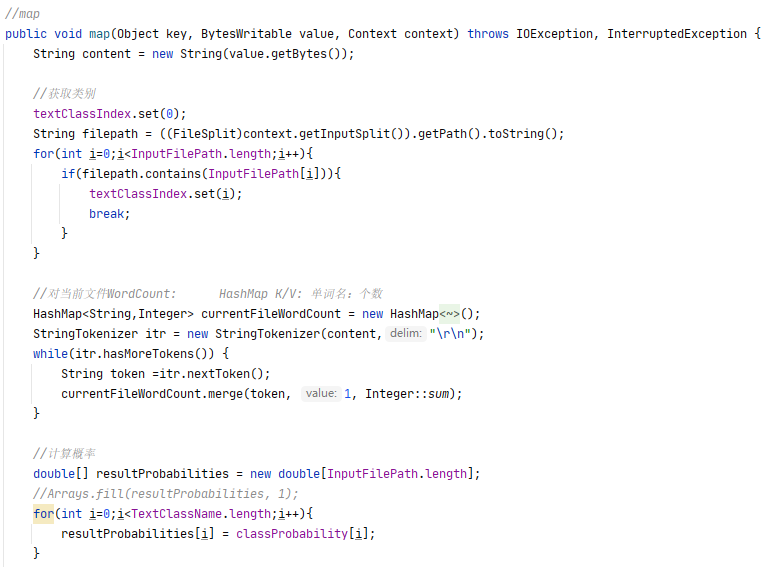 //map
public void map(Object key, BytesWritable value, Context context) throws IOException, InterruptedException {
    String content = new String(value.getBytes());

    //获取类别
    textClassIndex.set(0);
    String filepath = ((FileSplit)context.getInputSplit()).getPath().toString();
    for(int i=0;i<InputFilePath.length;i++){
        if(filepath.contains(InputFilePath[i])){
            textClassIndex.set(i);
            break;
        }
    }

    //对当前文件WordCount:      HashMap K/V: 单词名：个数
    HashMap<String,Integer> currentFileWordCount = new HashMap<~>();
    StringTokenizer itr = new StringTokenizer(content, delim: "\r\n");
    while(itr.hasMoreTokens()) {
        String token =itr.nextToken();
        currentFileWordCount.merge(token, value: 1, Integer::sum);
    }

    //计算概率
    double[] resultProbabilities = new double[InputFilePath.length];
    //Arrays.fill(resultProbabilities, 1);
    for(int i=0;i<TextClassName.length;i++){
        resultProbabilities[i] = classProbability[i];
    }